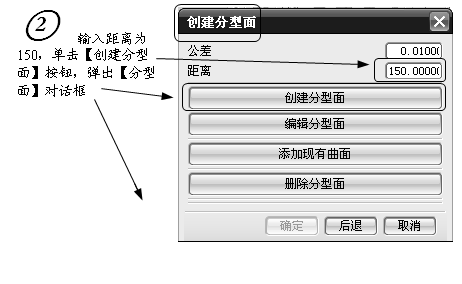 2
输入距离为
150，单击【创建分型
面】按钮，弹出【分型
面】对话框
创建分型面
公差 0.0100
距离 150.0000
创建分型面
编辑分型面
添加现有曲面
删除分型面
确定 后退 取消